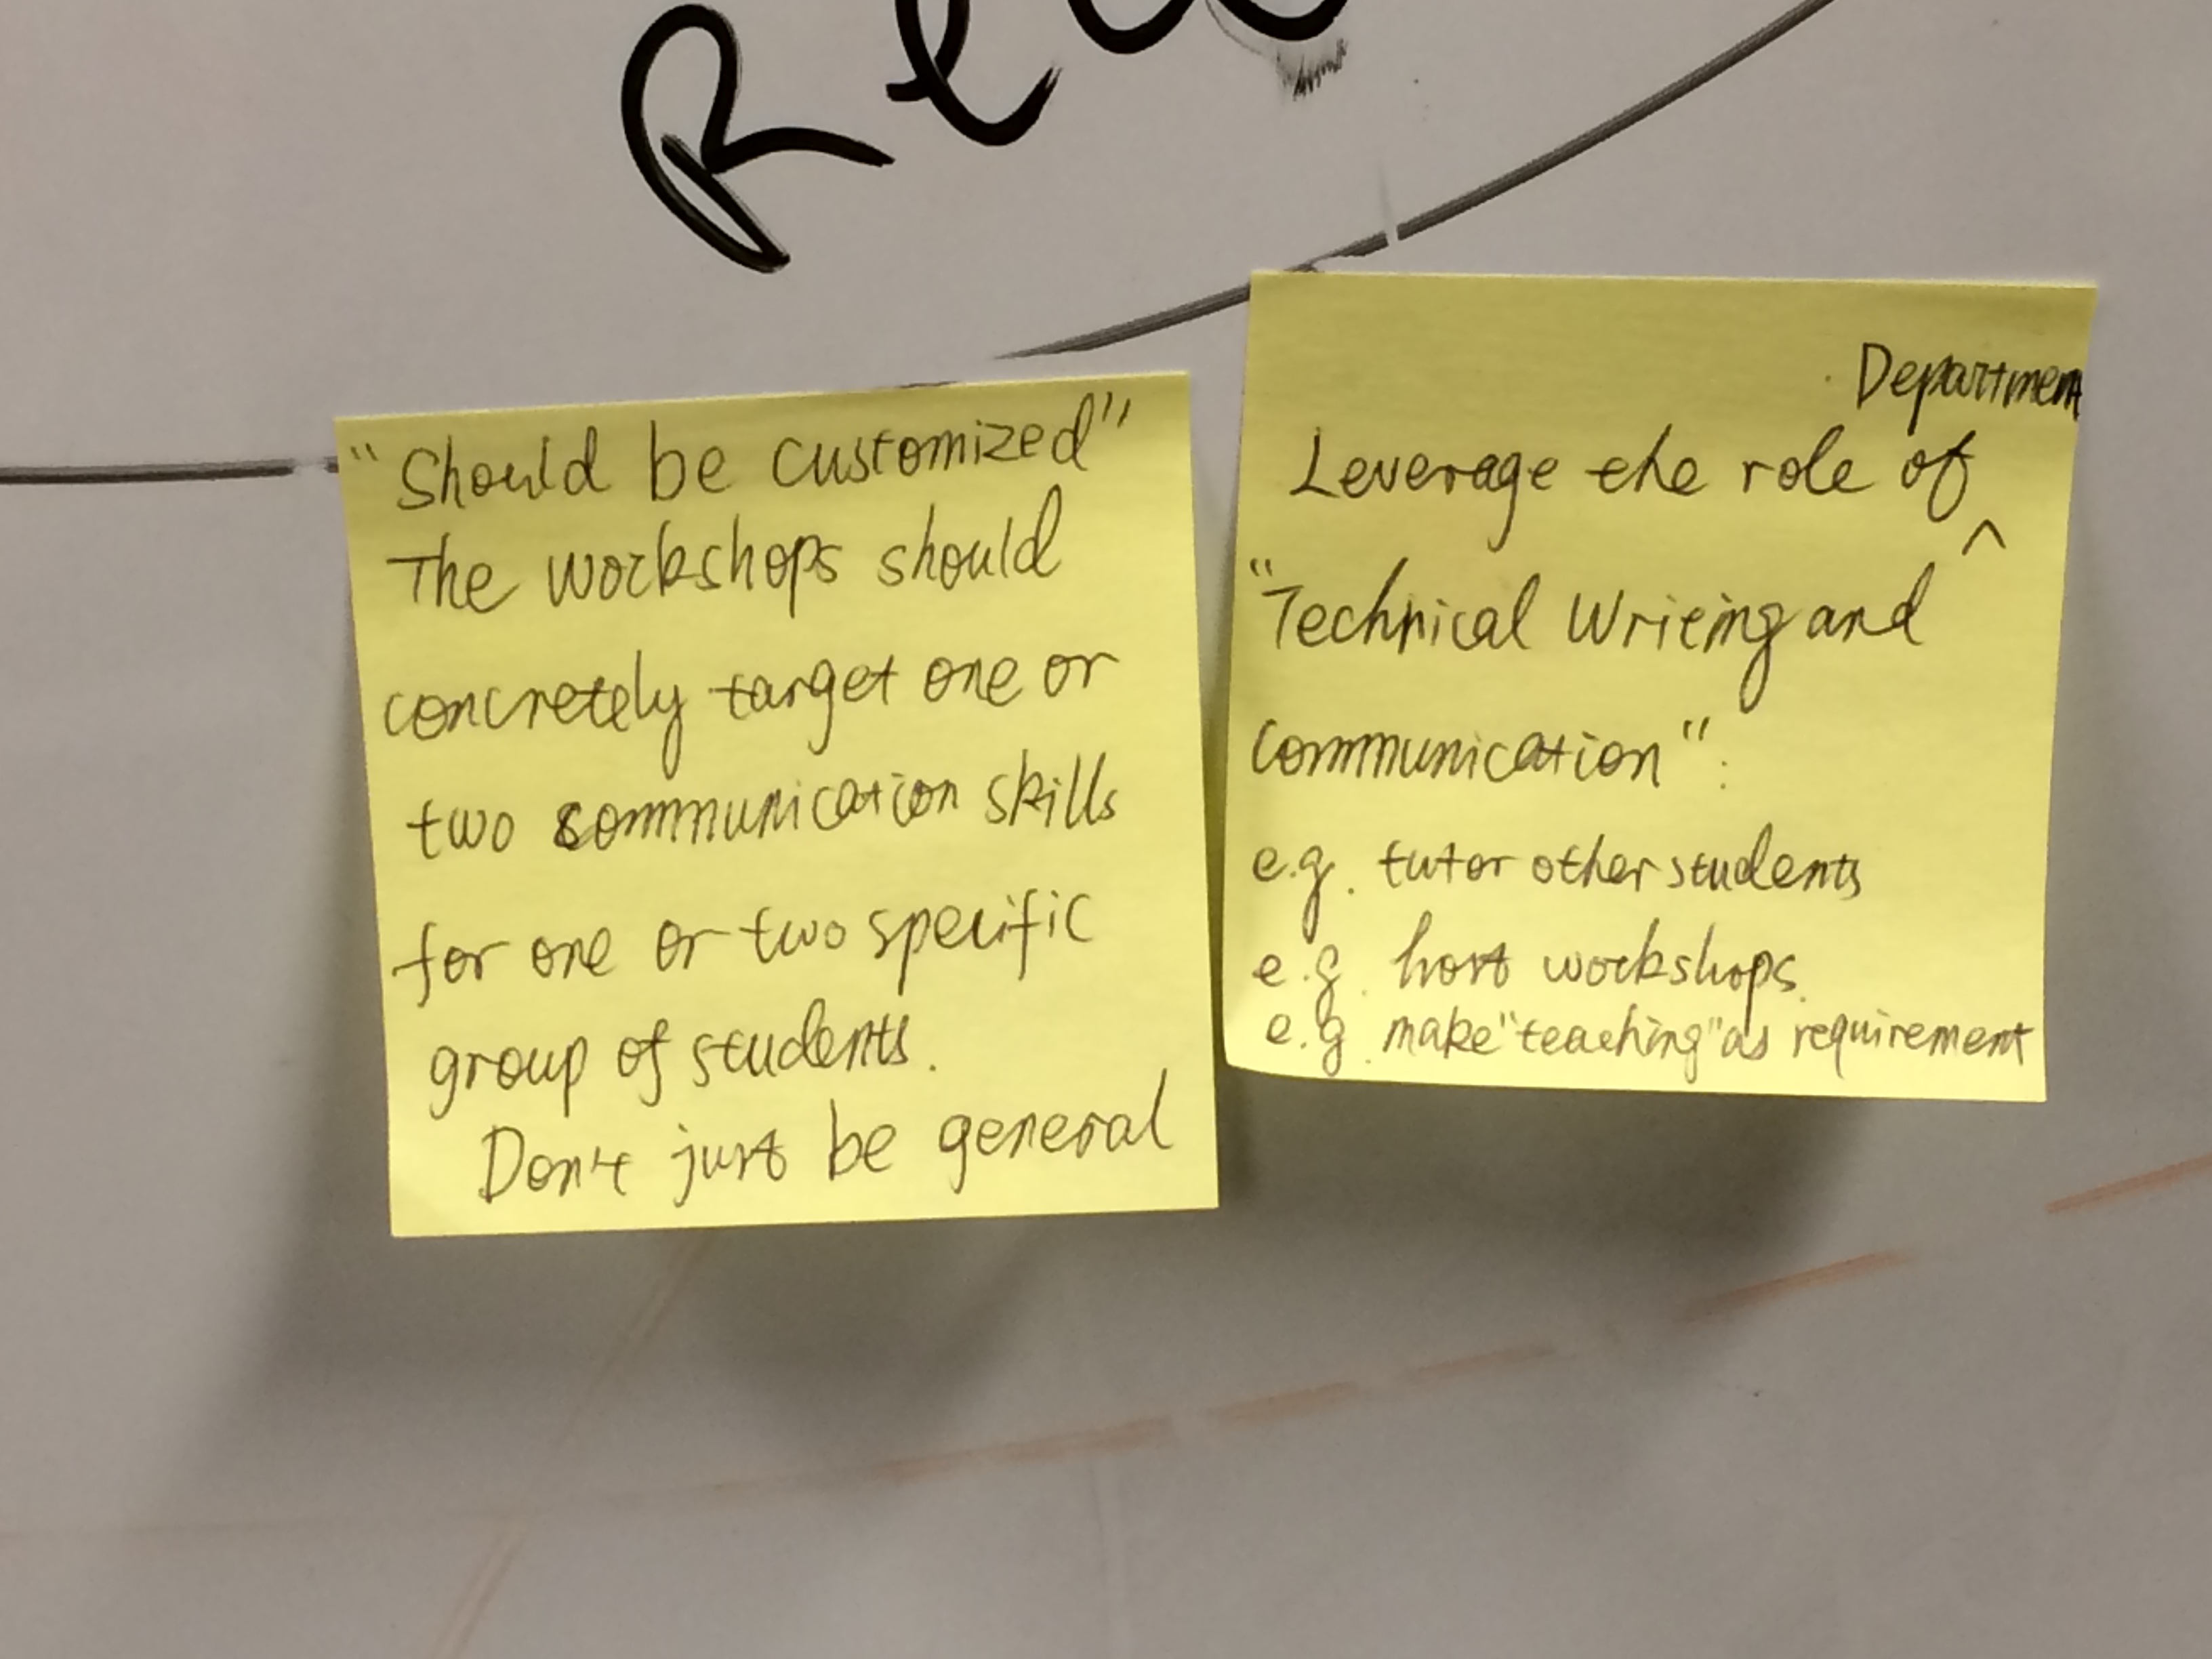 "Should be customized"
The workshops should
concretely target one or
two communication skills
for one or two specific
group of students.
Don't just be general
Department
Leverage the role of ^
"Technical Writing and
Communication":
e.g. tutor other students
e.g. host workshops.
e.g. make "teaching" as requirement